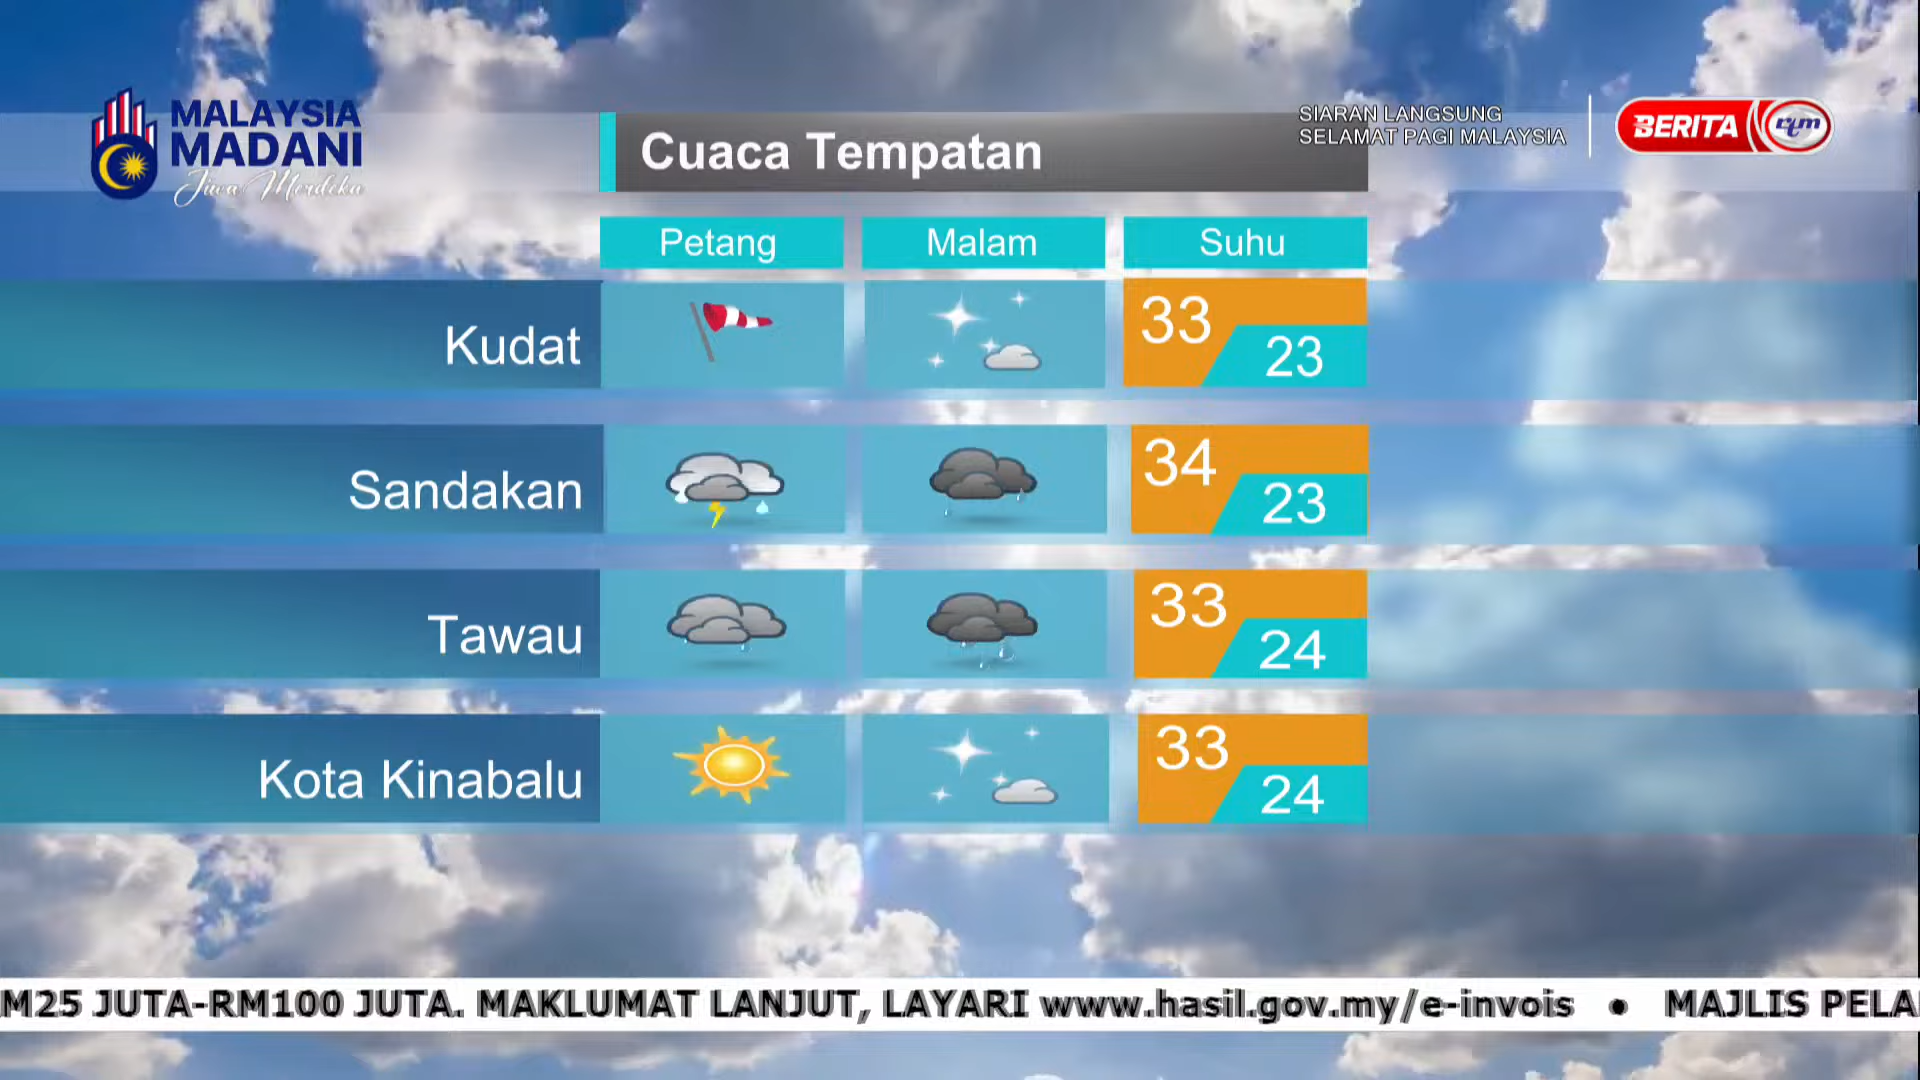 MALAYSIA
MADANI
Jiwa Merdeka
Cuaca Tempatan
SIARAN LANGSUNG
SELAMAT PAGI MALAYSIA
BERITA rtm
Petang Malam Suhu
Kudat 33 23
Sandakan 34 23
Tawau 33 24
Kota Kinabalu 33 24
M25 JUTA-RM100 JUTA. MAKLUMAT LANJUT, LAYARI www.hasil.gov.my/e-invois • MAJLIS PELA